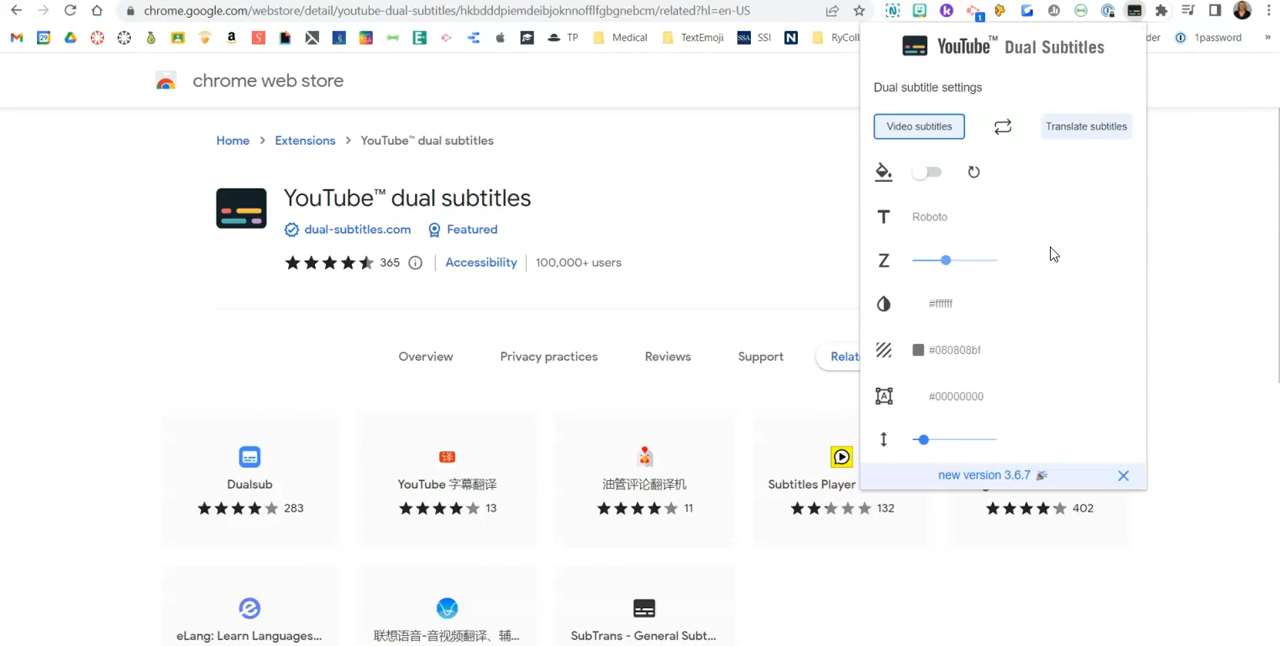 chrome.google.com/webstore/detail/youtube-dual-subtitles/hkbdddpiemdeibjoknnofflfgbgnebcm/related?hl=en-US
TP
Medical
TextEmoji
SSI
RyColl
der
1password
»
chrome web store
Home > Extensions > YouTube™ dual subtitles
YouTube™ dual subtitles
dual-subtitles.com
Featured
365
Accessibility
100,000+ users
Overview
Privacy practices
Reviews
Support
Relat
Dualsub
283
YouTube 字幕翻译
13
油管评论翻译机
11
Subtitles Player
132
402
eLang: Learn Languages...
联想语音-音视频翻译、辅...
SubTrans - General Subt...
YouTube™ Dual Subtitles
Dual subtitle settings
Video subtitles
Translate subtitles
Roboto
#ffffff
#080808bf
#00000000
new version 3.6.7 🎉